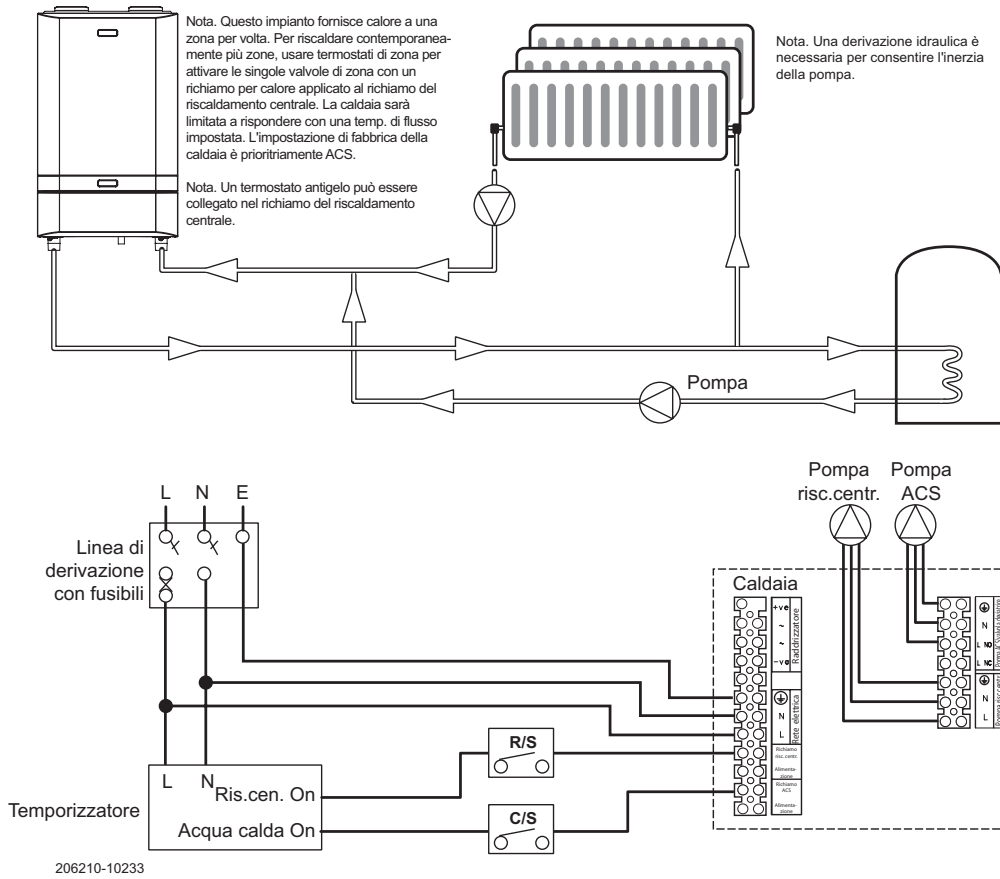 Nota. Questo impianto fornisce calore a una
zona per volta. Per riscaldare contemporanea-
mente più zone, usare termostati di zona per
attivare le singole valvole di zona con un
richiamo per calore applicato al richiamo del
riscaldamento centrale. La caldaia sarà
limitata a rispondere con una temp. di flusso
impostata. L'impostazione di fabbrica della
caldaia è prioritriamente ACS.
Nota. Un termostato antigelo può essere
collegato nel richiamo del riscaldamento
centrale.
Nota. Una derivazione idraulica è
necessaria per consentire l'inerzia
della pompa.
Pompa
Pompa
risc.centr.
Pompa
ACS
L N E
Linea di
derivazione
con fusibili
Caldaia
+ve
~
~
-ve
Raddrizzatore
N
L
Rete elettrica
Richiamo
risc. centr.
Alimenta-
zione
Richiamo
ACS
Alimenta-
zione
N
L NO
L NC
N
L
Pompa risc.centr.
R/S
C/S
L N
Ris.cen. On
Acqua calda On
Temporizzatore
206210-10233